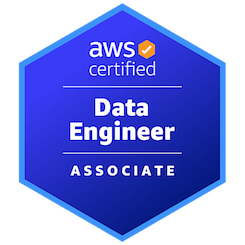 aws
certified
Data
Engineer
ASSOCIATE